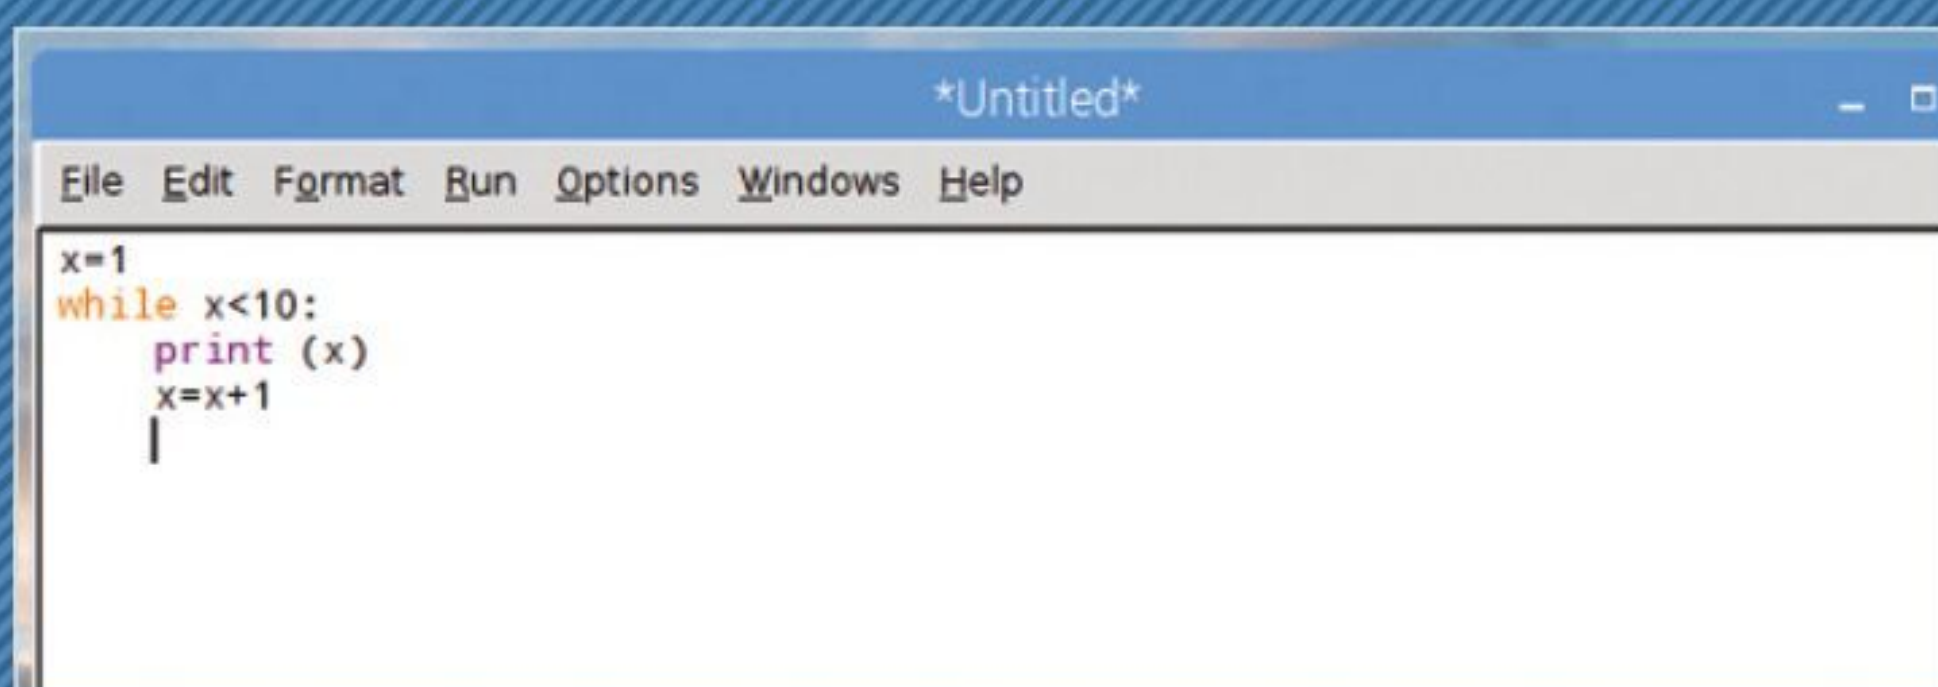 *Untitled*
File Edit Format Run Options Windows Help
x=1
while x<10:
    print (x)
    x=x+1